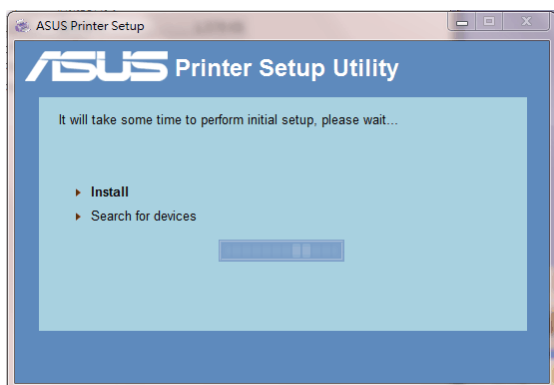 ASUS Printer Setup
ASUS Printer Setup Utility
It will take some time to perform initial setup, please wait...
Install
Search for devices